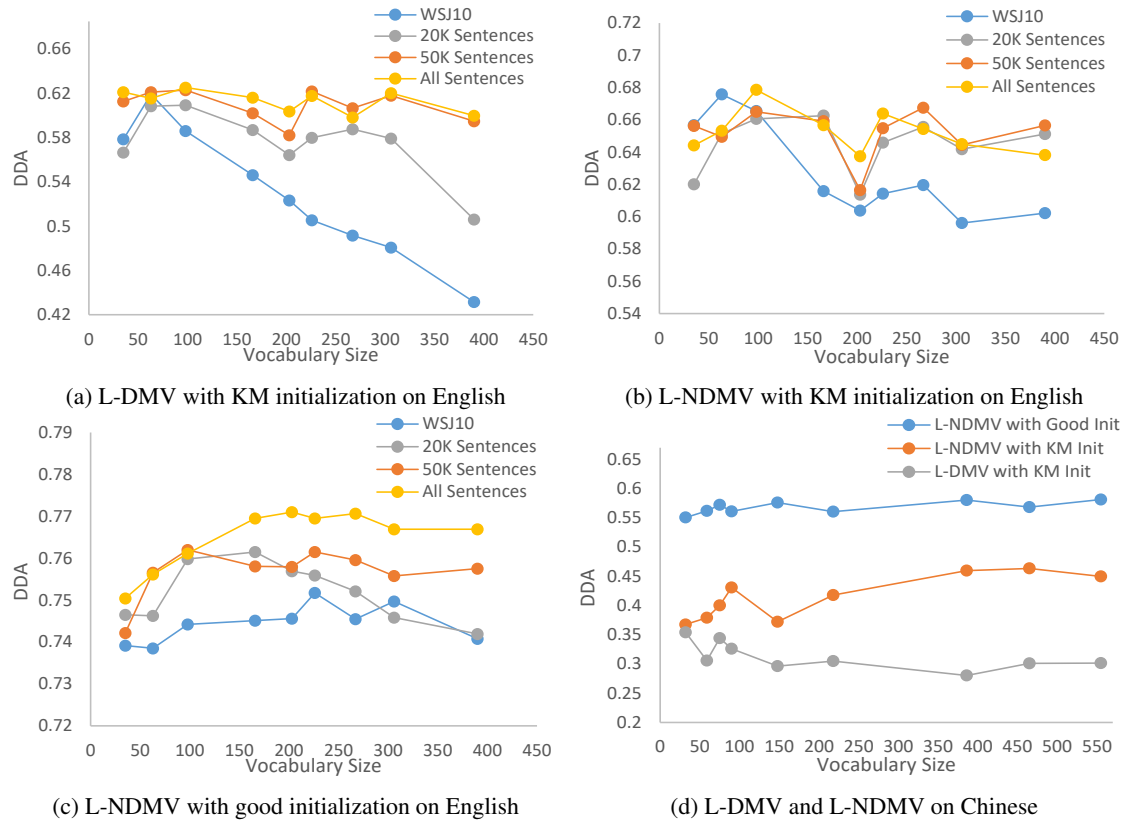 WSJ10
20K Sentences
50K Sentences
All Sentences
0.66
0.62
0.58
0.54
0.5
0.46
0.42
DDA
0 50 100 150 200 250 300 350 400 450
Vocabulary Size
(a) L-DMV with KM initialization on English
WSJ10
20K Sentences
50K Sentences
All Sentences
0.72
0.7
0.68
0.66
0.64
0.62
0.6
0.58
0.56
0.54
DDA
0 50 100 150 200 250 300 350 400 450
Vocabulary Size
(b) L-NDMV with KM initialization on English
WSJ10
20K Sentences
50K Sentences
All Sentences
0.79
0.78
0.77
0.76
0.75
0.74
0.73
0.72
DDA
0 50 100 150 200 250 300 350 400 450
Vocabulary Size
(c) L-NDMV with good initialization on English
L-NDMV with Good Init
L-NDMV with KM Init
L-DMV with KM Init
0.65
0.6
0.55
0.5
0.45
0.4
0.35
0.3
0.25
0.2
DDA
0 50 100 150 200 250 300 350 400 450 500 550
Vocabulary Size
(d) L-DMV and L-NDMV on Chinese